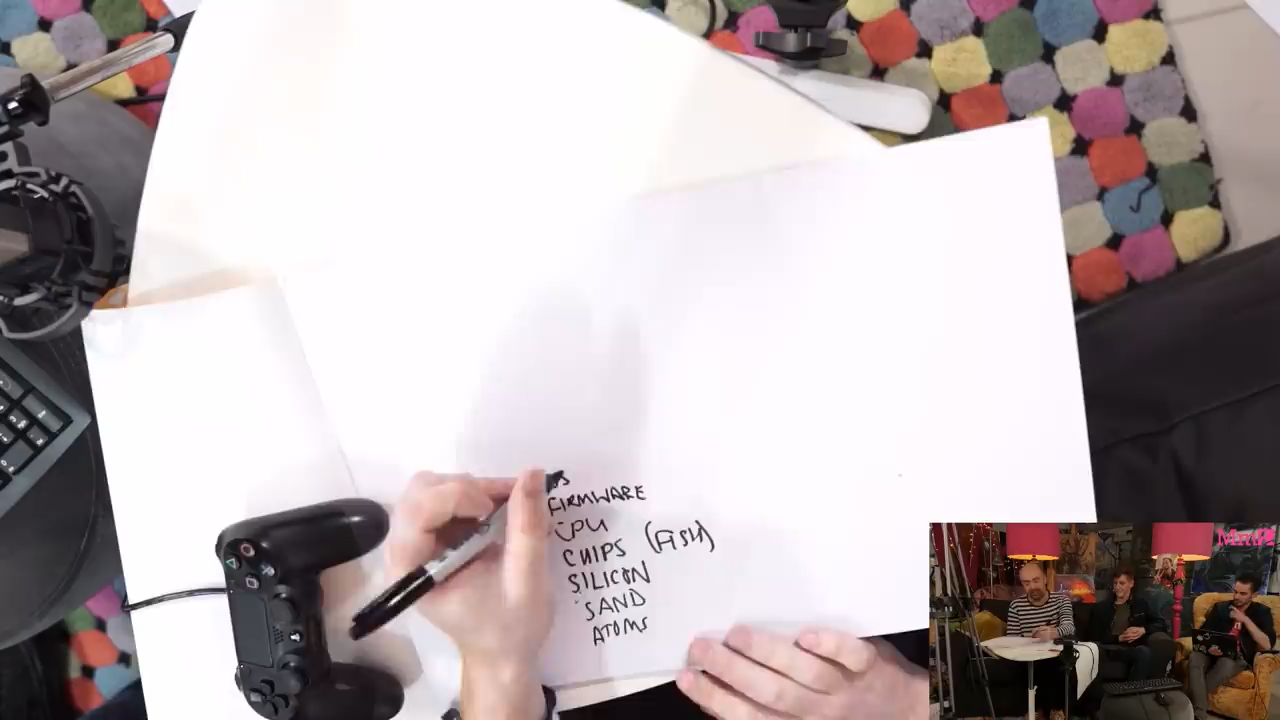 FIRMWARE
CPU
CHIPS (FISH)
SILICON
SAND
ATOMS